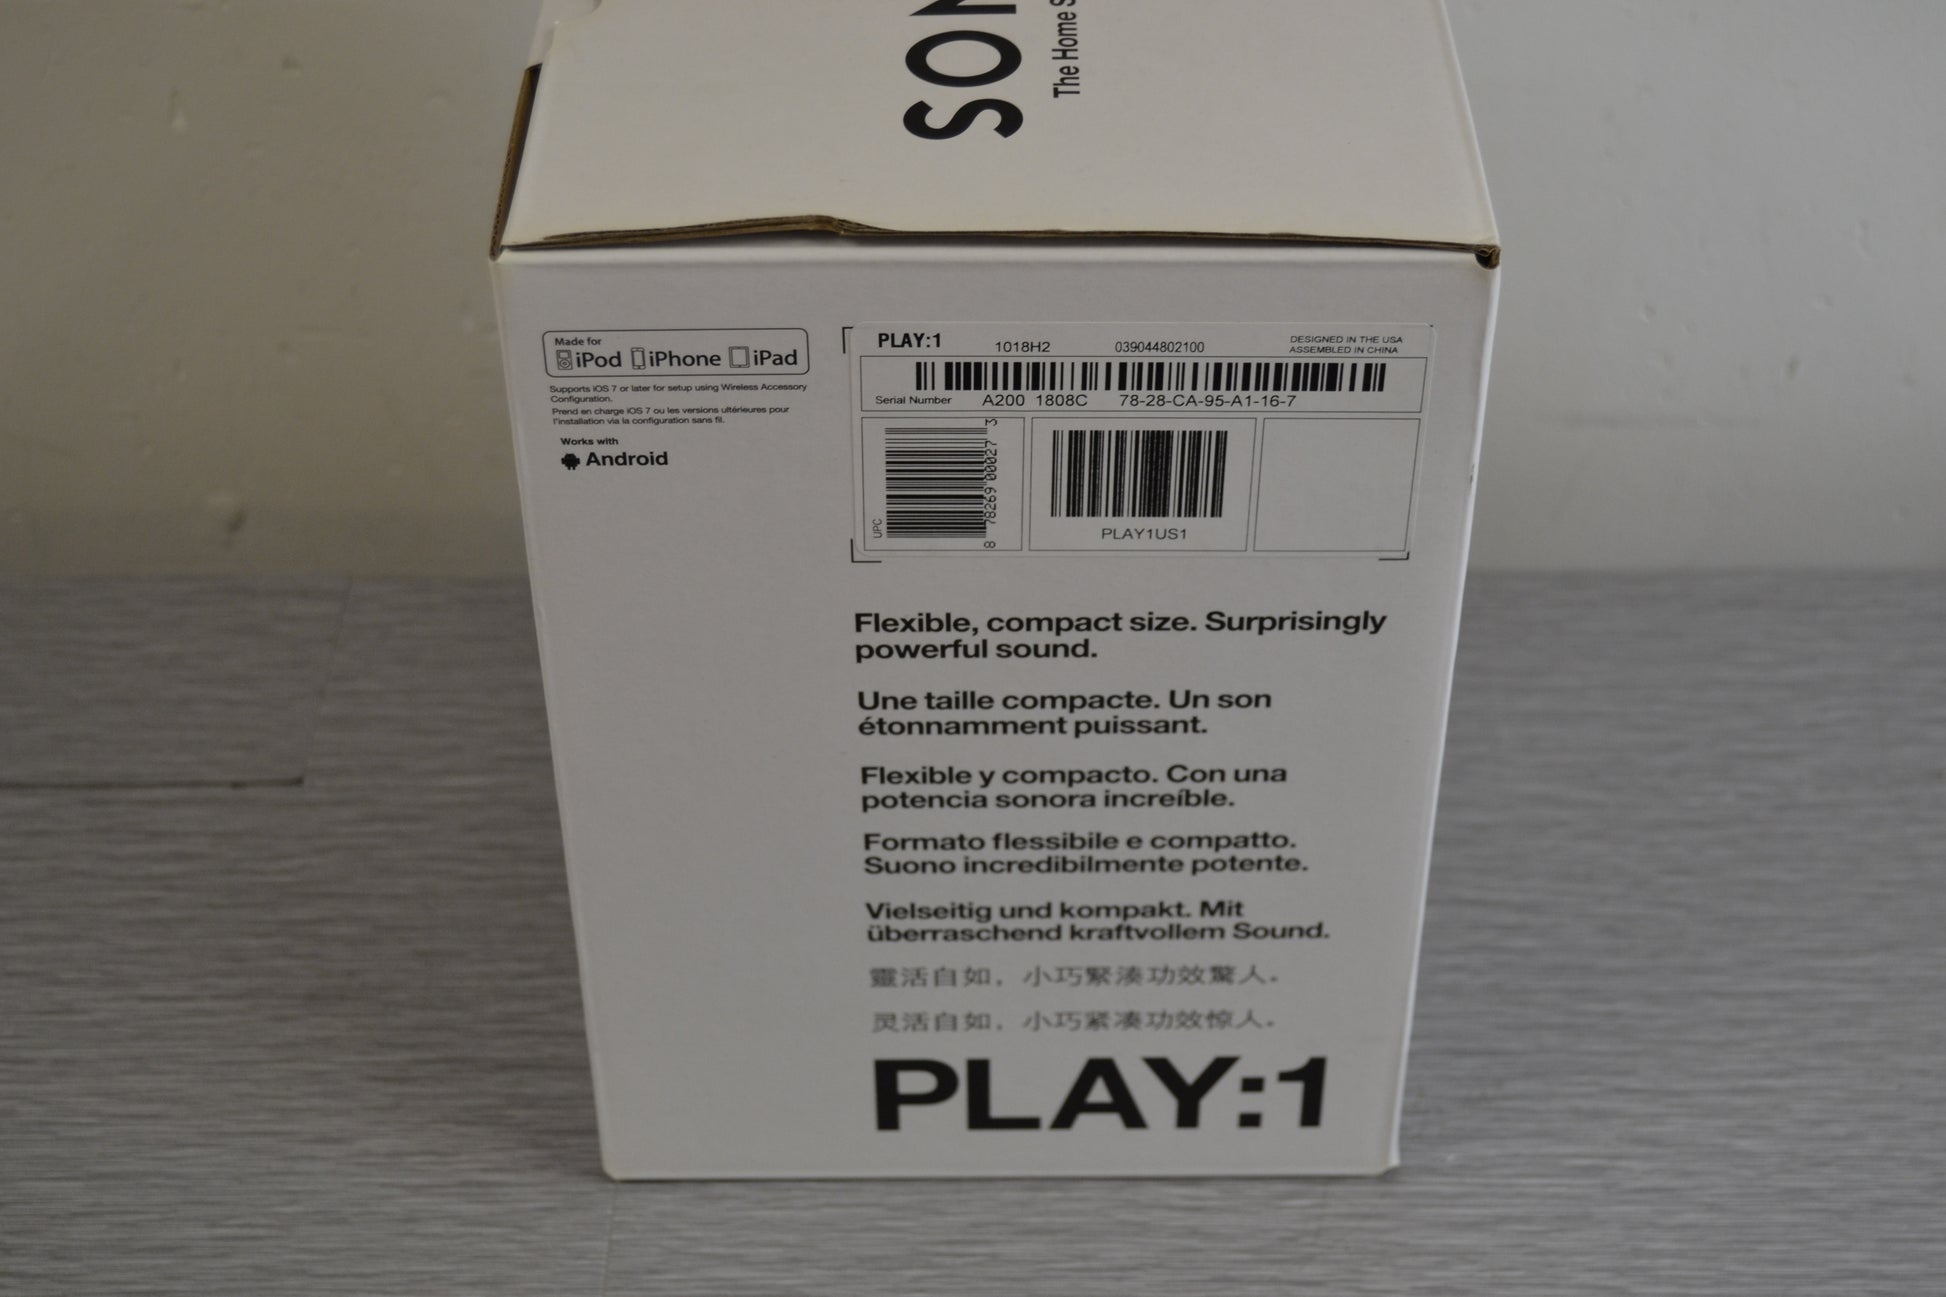 SON
The Home S
Made for
iPod iPhone iPad
Supports iOS 7 or later for setup using Wireless Accessory
Configuration.
Prend en charge iOS 7 ou les versions ultérieures pour
l'installation via la configuration sans fil.
Works with
Android
PLAY:1 1018H2 039044802100 DESIGNED IN THE USA
ASSEMBLED IN CHINA
Serial Number A200 1808C 78-28-CA-95-A1-16-7
UPC
8 78269 00027 3
PLAY1US1
Flexible, compact size. Surprisingly
powerful sound.
Une taille compacte. Un son
étonnamment puissant.
Flexible y compacto. Con una
potencia sonora increíble.
Formato flessibile e compatto.
Suono incredibilmente potente.
Vielseitig und kompakt. Mit
überraschend kraftvollem Sound.
靈活自如，小巧緊湊功效驚人。
灵活自如，小巧紧凑功效惊人。
PLAY:1